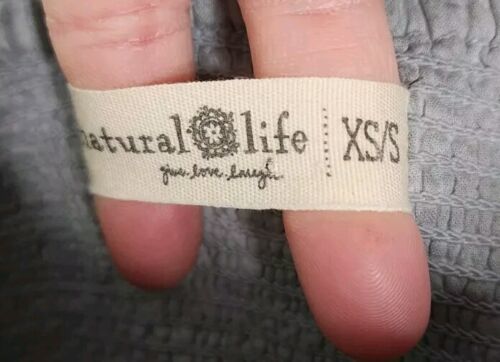 natural life XS/S
give. love. laugh.